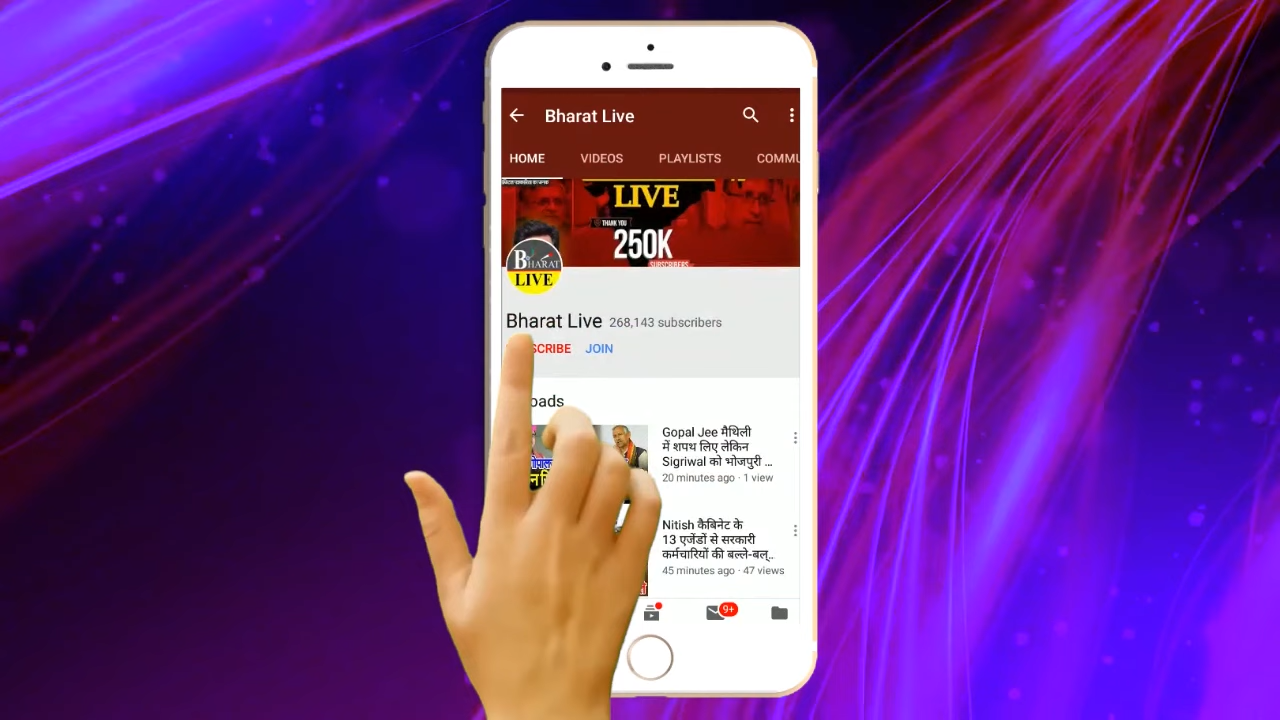 Bharat Live
HOME VIDEOS PLAYLISTS COMMU
LIVE
THANK YOU
250K
SUBSCRIBERS
BHARAT
LIVE
Bharat Live 268,143 subscribers
SCRIBE JOIN
oads
Gopal Jee मैथिली
में शपथ लिए लेकिन
Sigriwal को भोजपुरी ...
20 minutes ago · 1 view
Nitish कैबिनेट के
13 एजेंडों से सरकारी
कर्मचारियों की बल्ले-बल्..
45 minutes ago · 47 views
9+